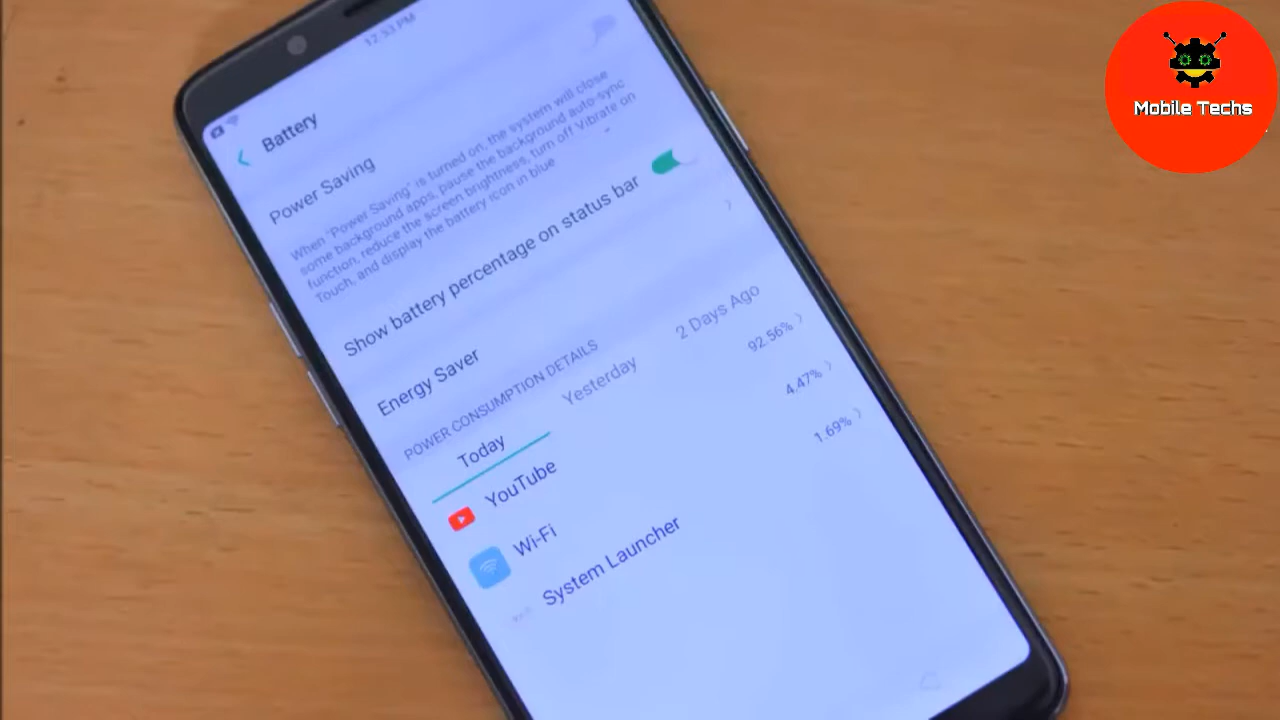 12:53 PM
Battery
Power Saving
When "Power Saving" is turned on, the system will close
some background apps, pause the background auto-sync
function, reduce the screen brightness, turn off Vibrate on
Touch, and display the battery icon in blue
Show battery percentage on status bar
Energy Saver
POWER CONSUMPTION DETAILS
Today
Yesterday
2 Days Ago
YouTube
92.56%
Wi-Fi
4.47%
System Launcher
1.69%
Mobile Techs